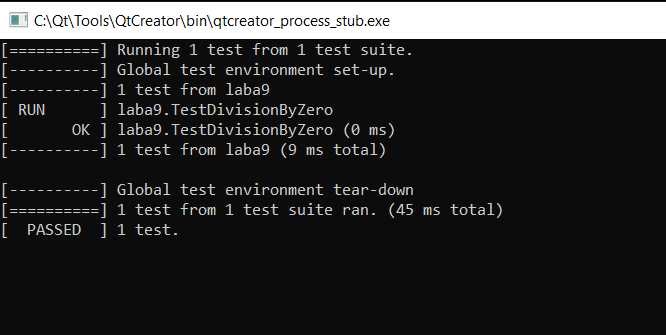 C:\Qt\Tools\QtCreator\bin\qtcreator_process_stub.exe
[==========] Running 1 test from 1 test suite.
[----------] Global test environment set-up.
[----------] 1 test from laba9
[ RUN      ] laba9.TestDivisionByZero
[       OK ] laba9.TestDivisionByZero (0 ms)
[----------] 1 test from laba9 (9 ms total)

[----------] Global test environment tear-down
[==========] 1 test from 1 test suite ran. (45 ms total)
[  PASSED  ] 1 test.